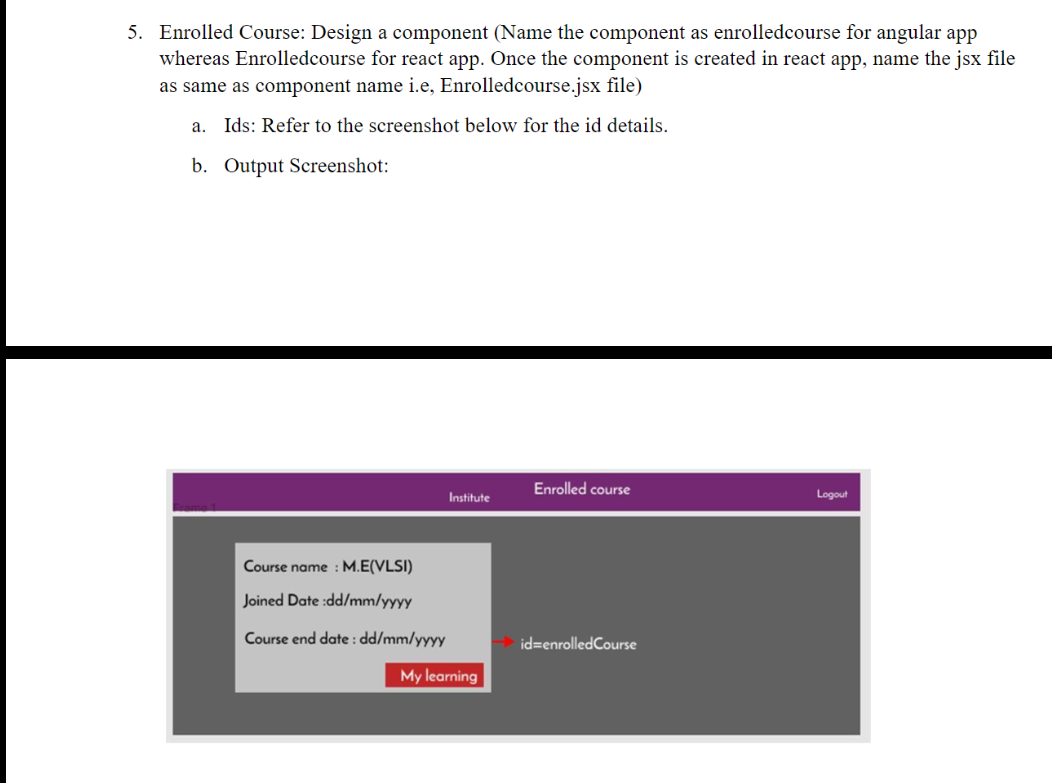 5. Enrolled Course: Design a component (Name the component as enrolledcourse for angular app
whereas Enrolledcourse for react app. Once the component is created in react app, name the jsx file
as same as component name i.e, Enrolledcourse.jsx file)
a. Ids: Refer to the screenshot below for the id details.
b. Output Screenshot:
Frame 1
Institute
Enrolled course
Logout
Course name : M.E(VLSI)
Joined Date :dd/mm/yyyy
Course end date : dd/mm/yyyy
id=enrolledCourse
My learning